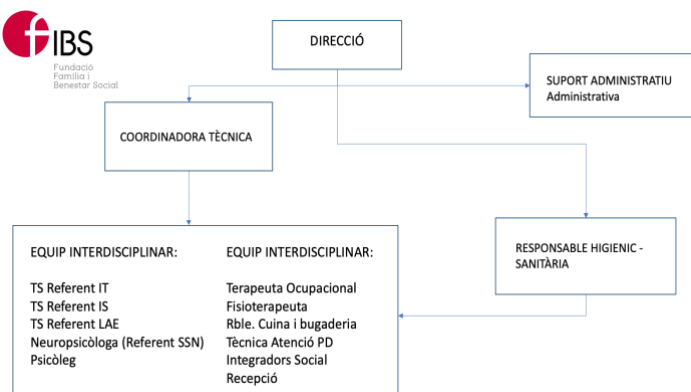 fIBS
Fundació
Família i
Benestar Social
DIRECCIÓ
SUPORT ADMINISTRATIU
Administrativa
COORDINADORA TÈCNICA
EQUIP INTERDISCIPLINAR:
TS Referent IT
TS Referent IS
TS Referent LAE
Neuropsicòloga (Referent SSN)
Psicòleg
EQUIP INTERDISCIPLINAR:
Terapeuta Ocupacional
Fisioterapeuta
Rble. Cuina i bugaderia
Tècnica Atenció PD
Integradors Social
Recepció
RESPONSABLE HIGIENIC -
SANITÀRIA